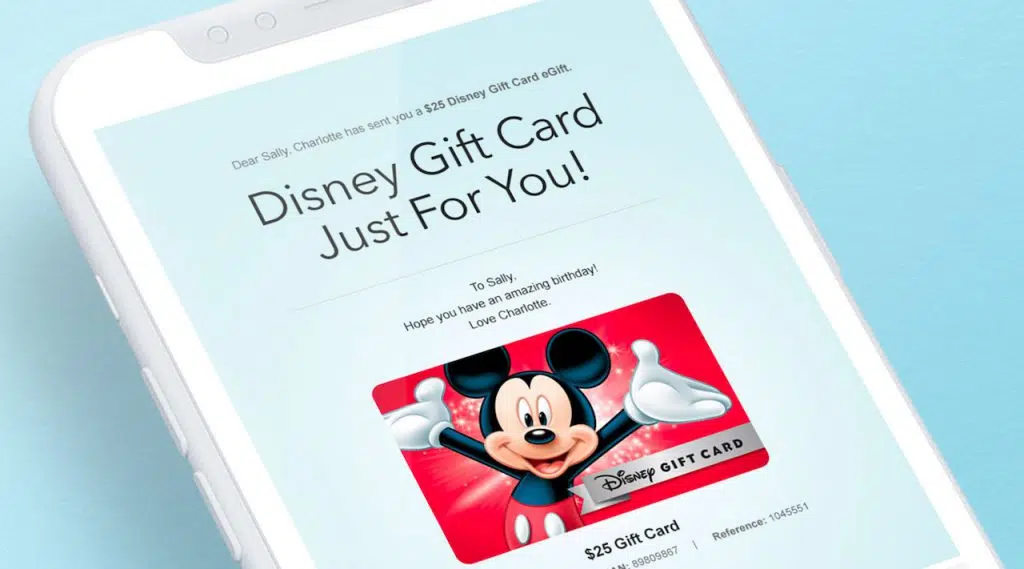 Dear Sally, Charlotte has sent you a $25 Disney Gift Card eGift.
Disney Gift Card
Just For You!
To Sally,
Hope you have an amazing birthday!
Love Charlotte.
Disney GIFT CARD
$25 Gift Card
89809867 | Reference: 1045551